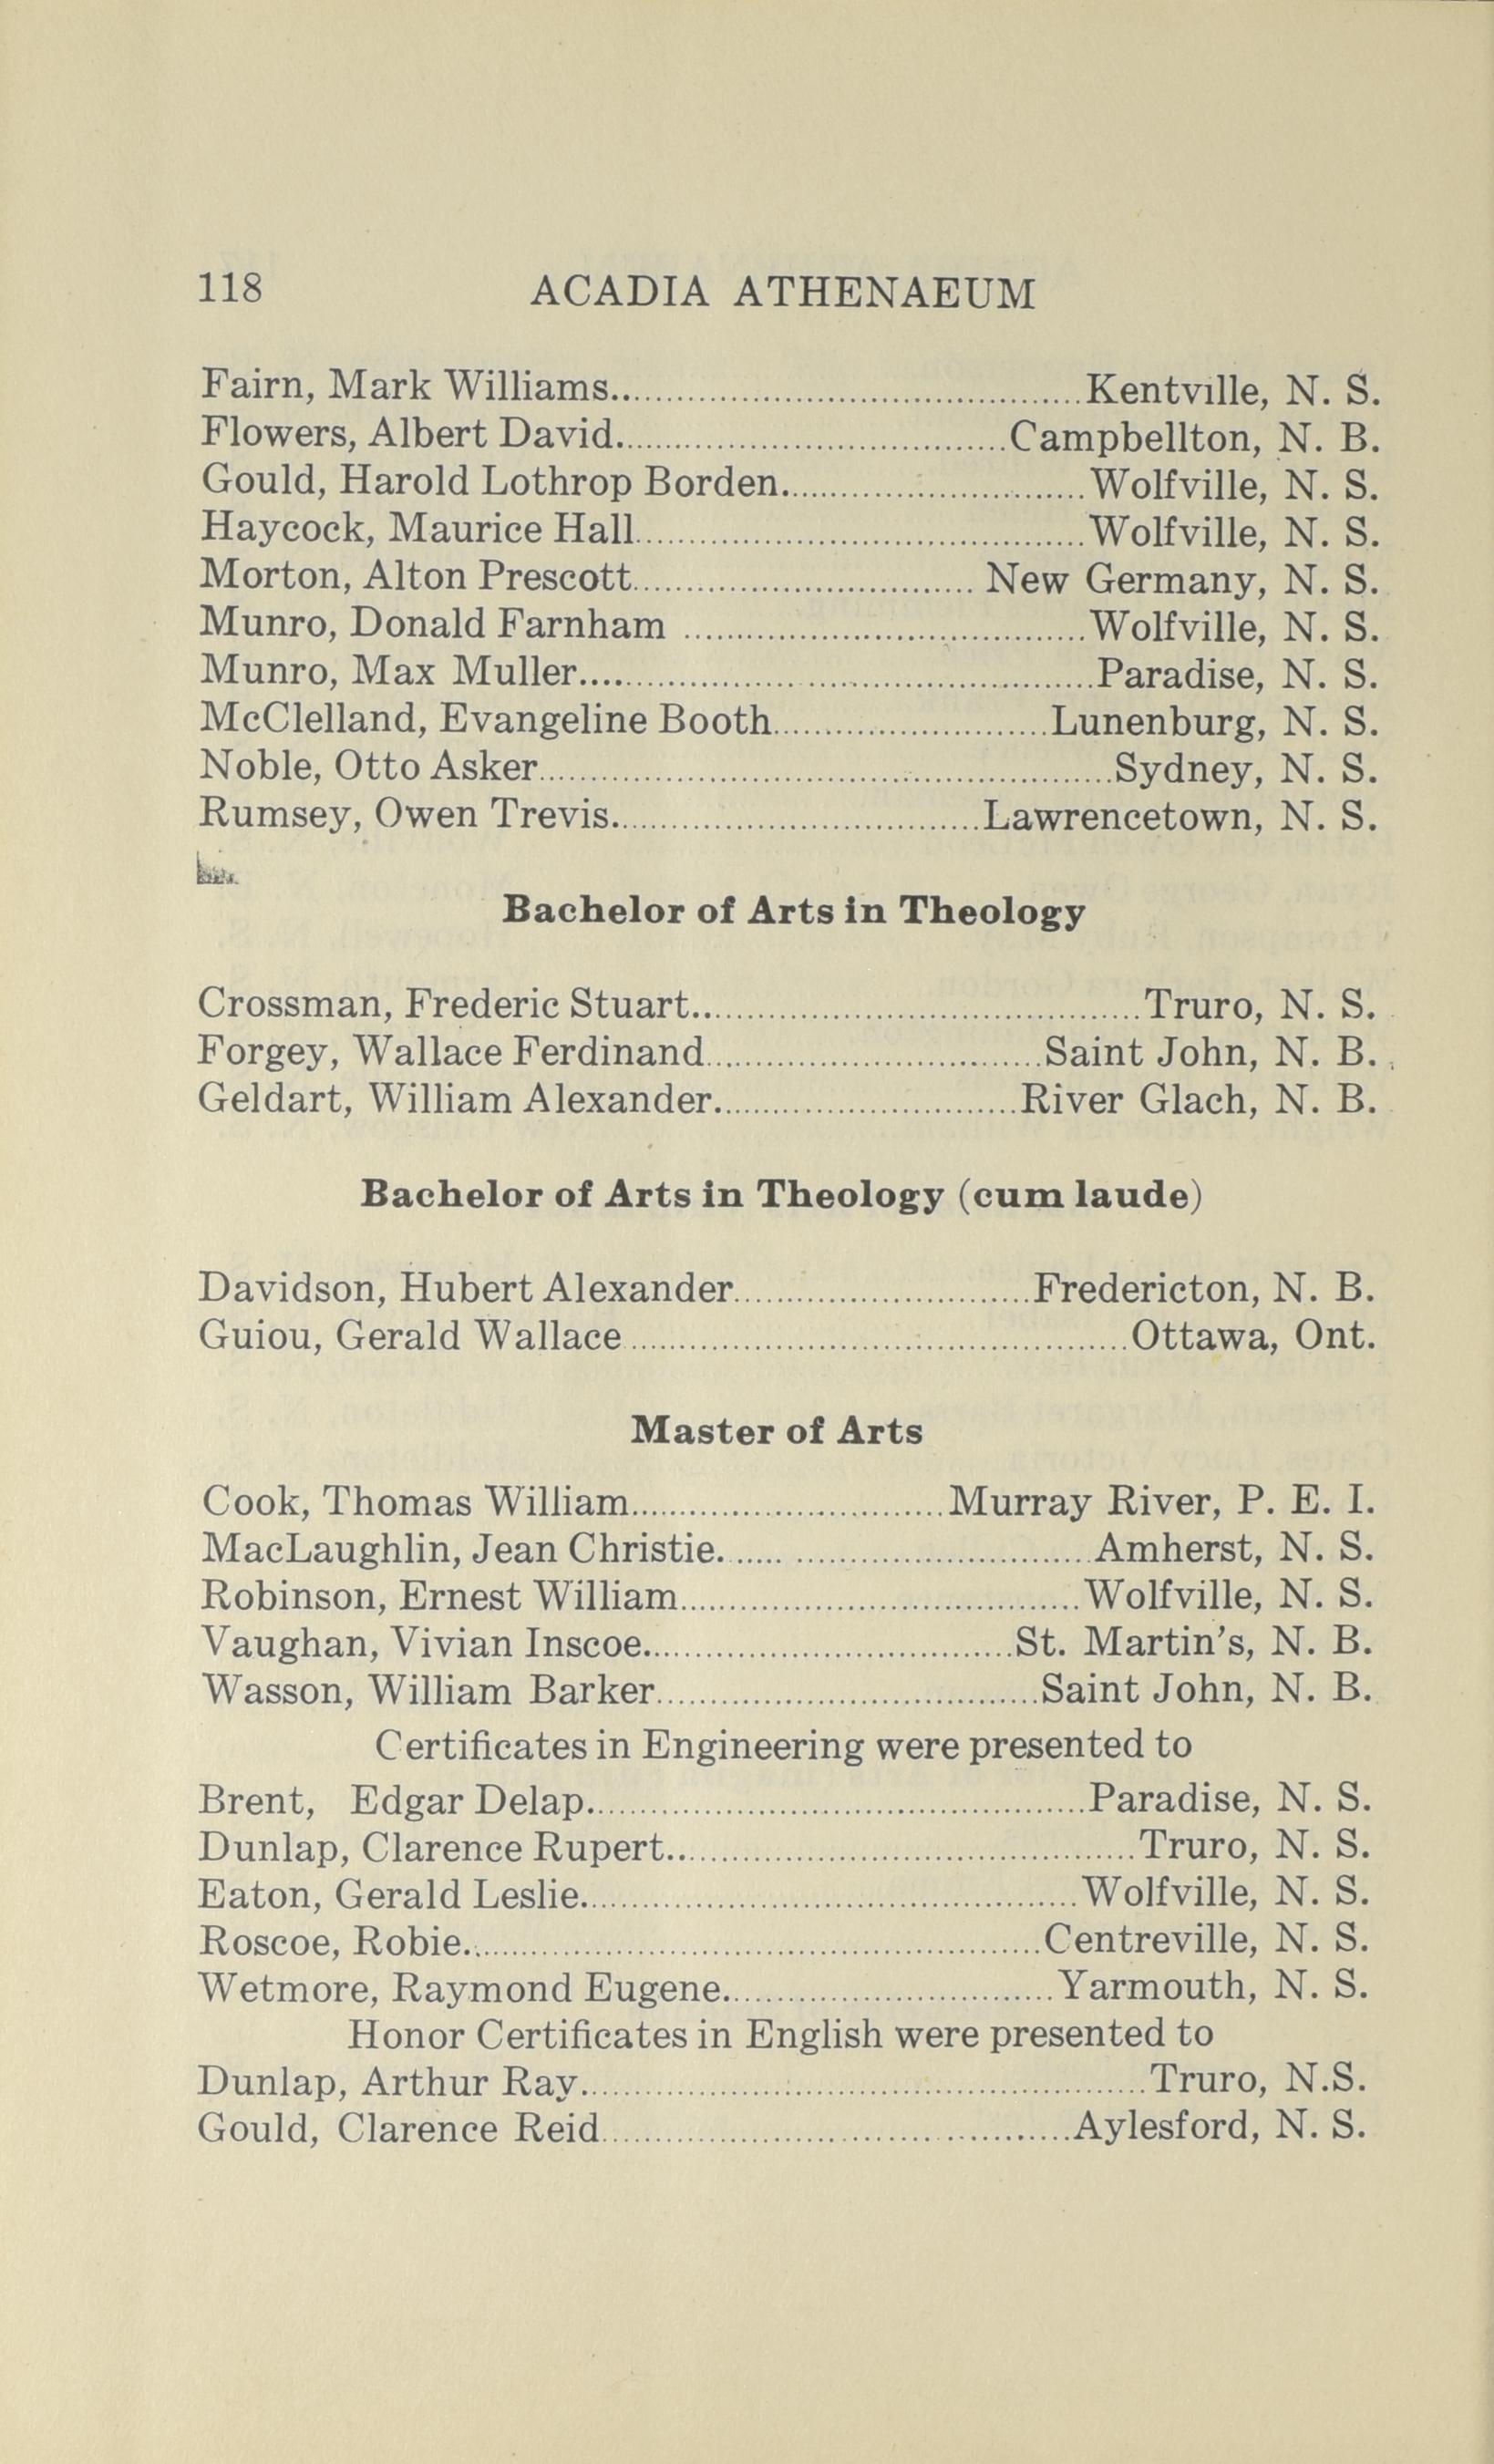 118 ACADIA ATHENAEUM
Fairn, Mark Williams........Kentville, N. S.
Flowers, Albert David........Campbellton, N. B.
Gould, Harold Lothrop Borden........Wolfville, N. S.
Haycock, Maurice Hall........Wolfville, N. S.
Morton, Alton Prescott........New Germany, N. S.
Munro, Donald Farnham ........Wolfville, N. S.
Munro, Max Muller........Paradise, N. S.
McClelland, Evangeline Booth........Lunenburg, N. S.
Noble, Otto Asker........Sydney, N. S.
Rumsey, Owen Trevis........Lawrencetown, N. S.
Bachelor of Arts in Theology
Crossman, Frederic Stuart........Truro, N. S.
Forgey, Wallace Ferdinand........Saint John, N. B.
Geldart, William Alexander........River Glach, N. B.
Bachelor of Arts in Theology (cum laude)
Davidson, Hubert Alexander........Fredericton, N. B.
Guiou, Gerald Wallace........Ottawa, Ont.
Master of Arts
Cook, Thomas William........Murray River, P. E. I.
MacLaughlin, Jean Christie........Amherst, N. S.
Robinson, Ernest William........Wolfville, N. S.
Vaughan, Vivian Inscoe........St. Martin's, N. B.
Wasson, William Barker........Saint John, N. B.
Certificates in Engineering were presented to
Brent, Edgar Delap........Paradise, N. S.
Dunlap, Clarence Rupert........Truro, N. S.
Eaton, Gerald Leslie........Wolfville, N. S.
Roscoe, Robie........Centreville, N. S.
Wetmore, Raymond Eugene........Yarmouth, N. S.
Honor Certificates in English were presented to
Dunlap, Arthur Ray........Truro, N.S.
Gould, Clarence Reid........Aylesford, N. S.